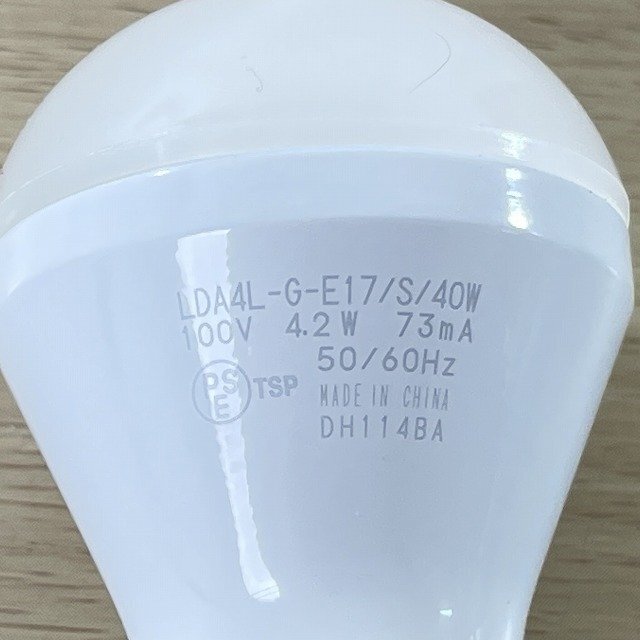 LDA4L-G-E17/S/40W
100V 4.2W 73mA
50/60Hz
PSE TSP MADE IN CHINA
DH114BA